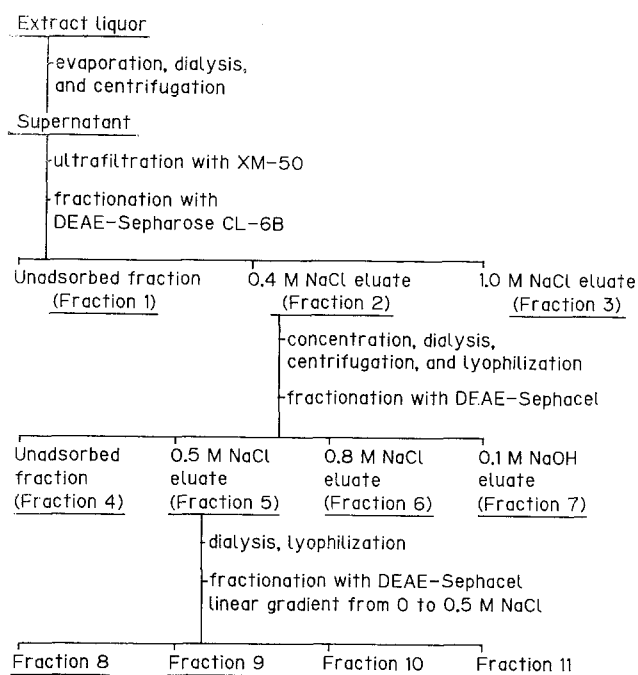 Extract liquor
evaporation, dialysis,
and centrifugation
Supernatant
ultrafiltration with XM-50
fractionation with
DEAE-Sepharose CL-6B
Unadsorbed fraction
(Fraction 1)
0.4 M NaCl eluate
(Fraction 2)
1.0 M NaCl eluate
(Fraction 3)
concentration, dialysis,
centrifugation, and lyophilization
fractionation with DEAE-Sephacel
Unadsorbed
fraction
(Fraction 4)
0.5 M NaCl
eluate
(Fraction 5)
0.8 M NaCl
eluate
(Fraction 6)
0.1 M NaOH
eluate
(Fraction 7)
dialysis, lyophilization
fractionation with DEAE-Sephacel
linear gradient from 0 to 0.5 M NaCl
Fraction 8
Fraction 9
Fraction 10
Fraction 11